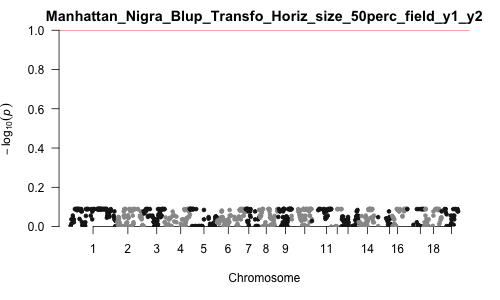 Manhattan_Nigra_Blup_Transfo_Horiz_size_50perc_field_y1_y2
1.0
0.8
0.6
0.4
0.2
0.0
− log₁₀(p)
1 2 3 4 5 6 7 8 9 11 14 16 18
Chromosome